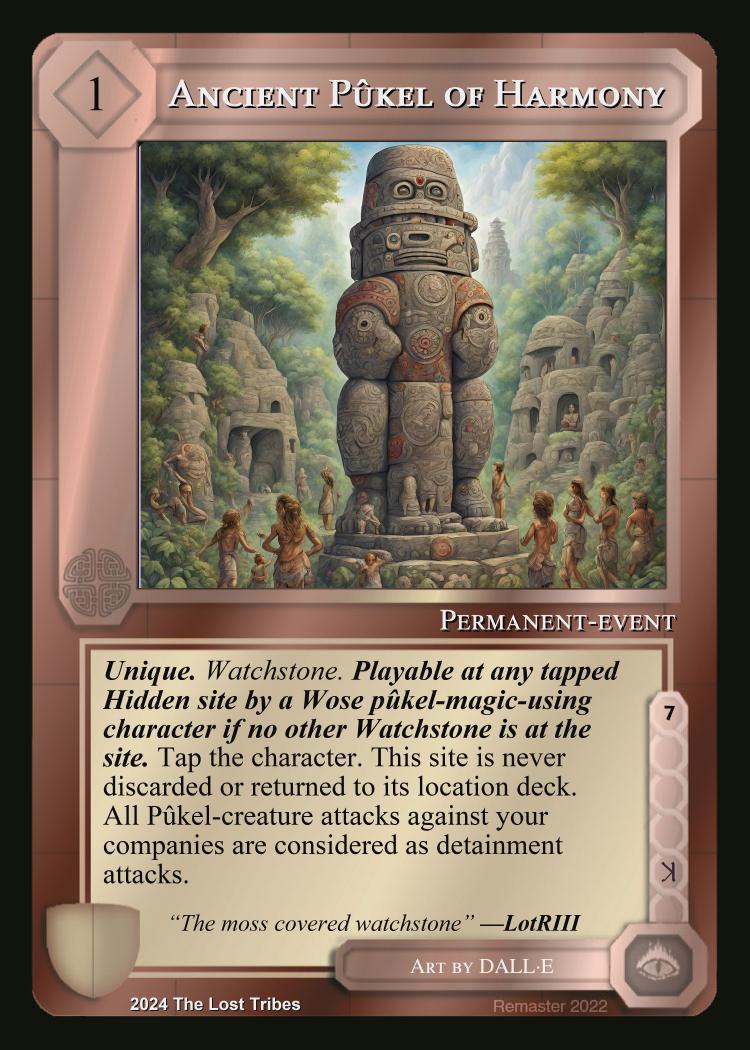 1
Ancient Pûkel of Harmony
Permanent-event
Unique. Watchstone. Playable at any tapped
Hidden site by a Wose pûkel-magic-using
character if no other Watchstone is at the
site. Tap the character. This site is never
discarded or returned to its location deck.
All Pûkel-creature attacks against your
companies are considered as detainment
attacks.
7
“The moss covered watchstone” —LotRIII
Art by DALL·E
2024 The Lost Tribes
Remaster 2022